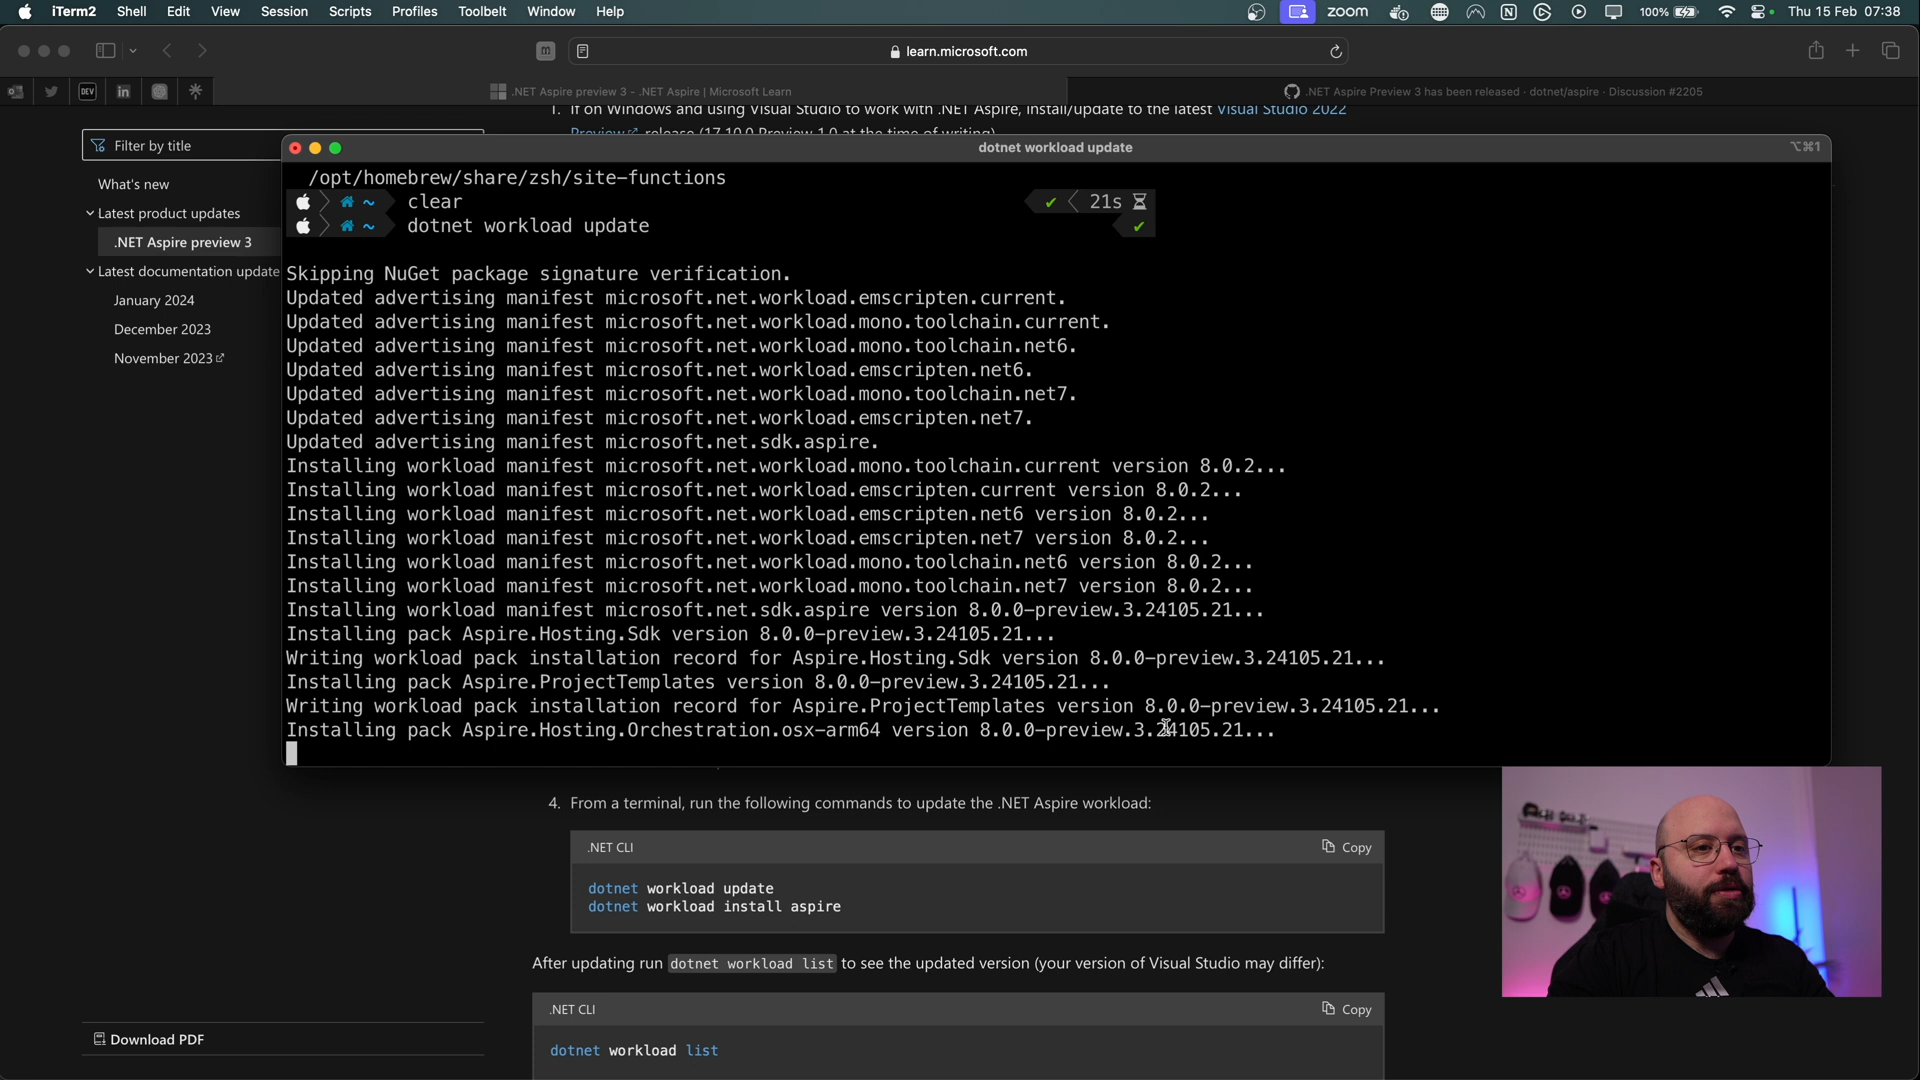 iTerm2 Shell Edit View Session Scripts Profiles Toolbelt Window Help
zoom 100% Thu 15 Feb 07:38
m
learn.microsoft.com
DEV in
.NET Aspire preview 3 - .NET Aspire | Microsoft Learn
.NET Aspire Preview 3 has been released · dotnet/aspire · Discussion #2205
1. If on Windows and using Visual Studio to work with .NET Aspire, install/update to the latest Visual Studio 2022
Preview release (17.10.0 Preview 1.0 at the time of writing)
Filter by title
What's new
Latest product updates
.NET Aspire preview 3
Latest documentation update
January 2024
December 2023
November 2023
Download PDF
dotnet workload update
⌥⌘1
/opt/homebrew/share/zsh/site-functions
~ clear ✔ 21s
~ dotnet workload update ✔
Skipping NuGet package signature verification.
Updated advertising manifest microsoft.net.workload.emscripten.current.
Updated advertising manifest microsoft.net.workload.mono.toolchain.current.
Updated advertising manifest microsoft.net.workload.mono.toolchain.net6.
Updated advertising manifest microsoft.net.workload.emscripten.net6.
Updated advertising manifest microsoft.net.workload.mono.toolchain.net7.
Updated advertising manifest microsoft.net.workload.emscripten.net7.
Updated advertising manifest microsoft.net.sdk.aspire.
Installing workload manifest microsoft.net.workload.mono.toolchain.current version 8.0.2...
Installing workload manifest microsoft.net.workload.emscripten.current version 8.0.2...
Installing workload manifest microsoft.net.workload.emscripten.net6 version 8.0.2...
Installing workload manifest microsoft.net.workload.emscripten.net7 version 8.0.2...
Installing workload manifest microsoft.net.workload.mono.toolchain.net6 version 8.0.2...
Installing workload manifest microsoft.net.workload.mono.toolchain.net7 version 8.0.2...
Installing workload manifest microsoft.net.sdk.aspire version 8.0.0-preview.3.24105.21...
Installing pack Aspire.Hosting.Sdk version 8.0.0-preview.3.24105.21...
Writing workload pack installation record for Aspire.Hosting.Sdk version 8.0.0-preview.3.24105.21...
Installing pack Aspire.ProjectTemplates version 8.0.0-preview.3.24105.21...
Writing workload pack installation record for Aspire.ProjectTemplates version 8.0.0-preview.3.24105.21...
Installing pack Aspire.Hosting.Orchestration.osx-arm64 version 8.0.0-preview.3.24105.21...
4. From a terminal, run the following commands to update the .NET Aspire workload:
.NET CLI Copy
dotnet workload update
dotnet workload install aspire
After updating run dotnet workload list to see the updated version (your version of Visual Studio may differ):
.NET CLI Copy
dotnet workload list